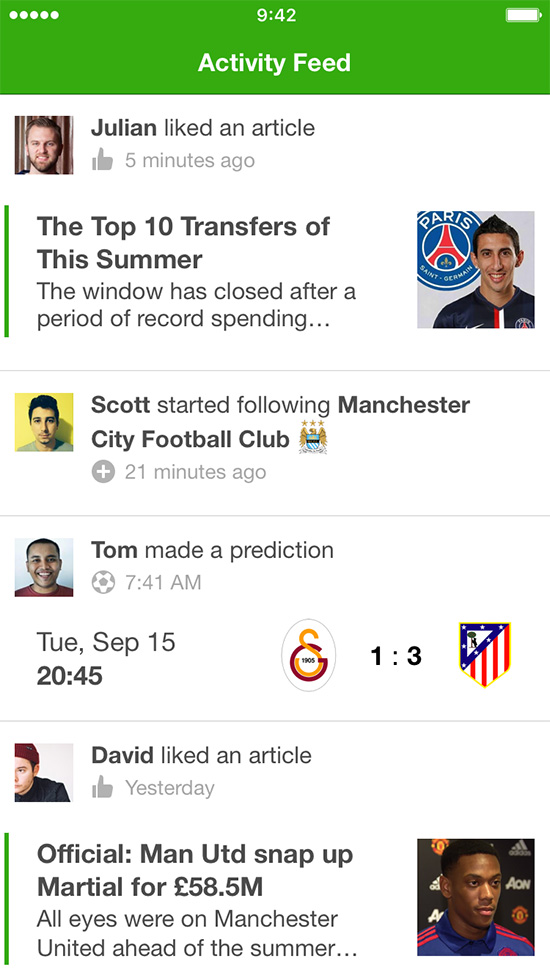 9:42
Activity Feed
Julian liked an article
5 minutes ago
The Top 10 Transfers of
This Summer
The window has closed after a
period of record spending…
PARIS
SAINT-GERMAIN
Scott started following Manchester
City Football Club
21 minutes ago
Tom made a prediction
7:41 AM
Tue, Sep 15
20:45
1905
1 : 3
David liked an article
Yesterday
Official: Man Utd snap up
Martial for £58.5M
All eyes were on Manchester
United ahead of the summer…
adidas
AON